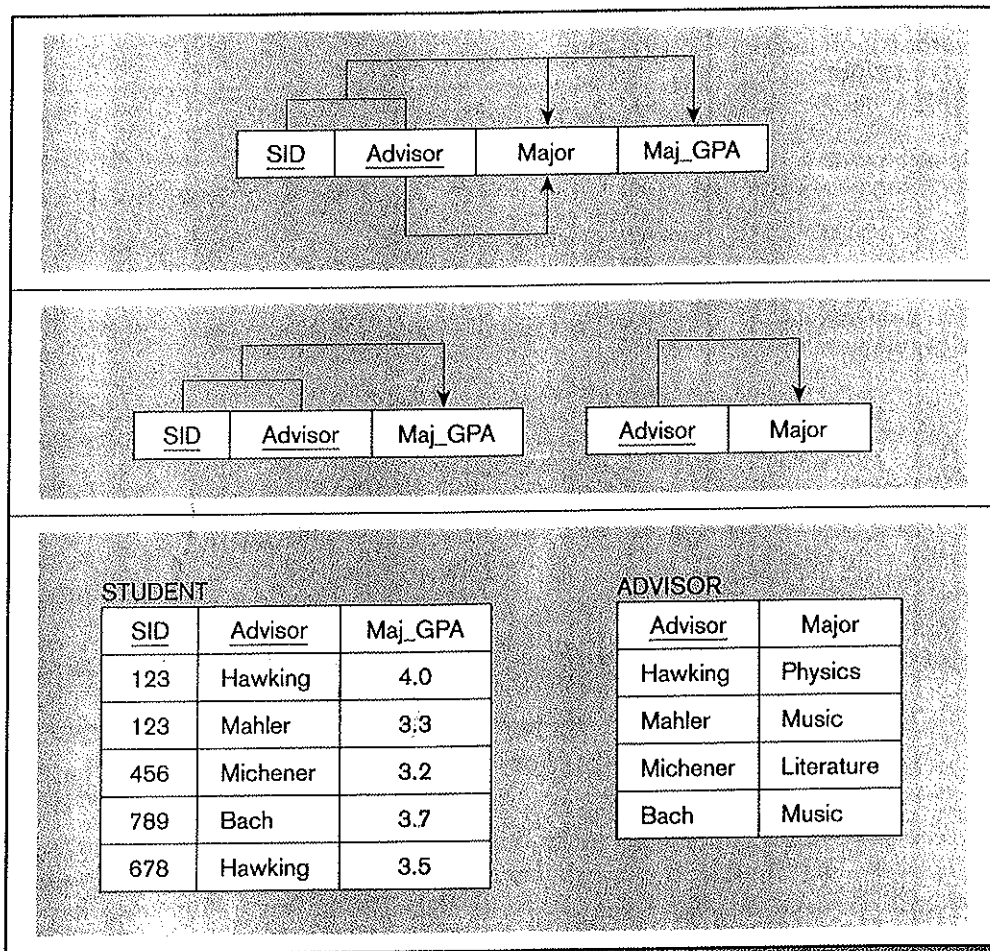 SID Advisor Major Maj_GPA
SID Advisor Maj_GPA
Advisor Major
STUDENT
SID Advisor Maj_GPA
123 Hawking 4.0
123 Mahler 3.3
456 Michener 3.2
789 Bach 3.7
678 Hawking 3.5
ADVISOR
Advisor Major
Hawking Physics
Mahler Music
Michener Literature
Bach Music